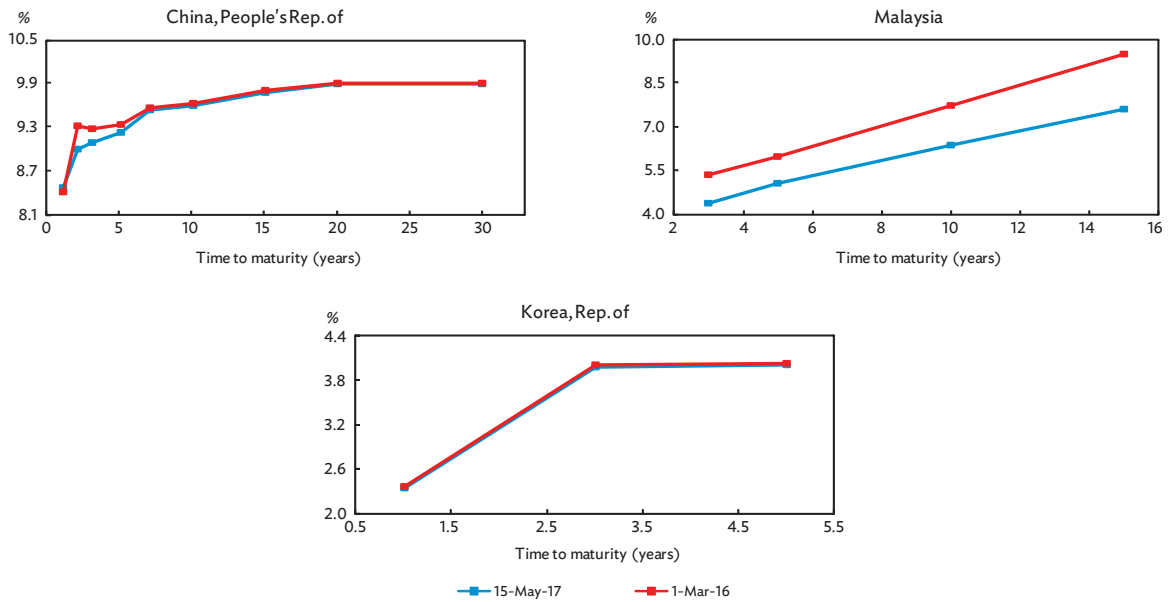 China, People's Rep. of
%
10.5
9.9
9.3
8.7
8.1
0 5 10 15 20 25 30
Time to maturity (years)
Malaysia
%
10.0
8.5
7.0
5.5
4.0
2 4 6 8 10 12 14 16
Time to maturity (years)
Korea, Rep. of
%
4.4
3.8
3.2
2.6
2.0
0.5 1.5 2.5 3.5 4.5 5.5
Time to maturity (years)
15-May-17 1-Mar-16